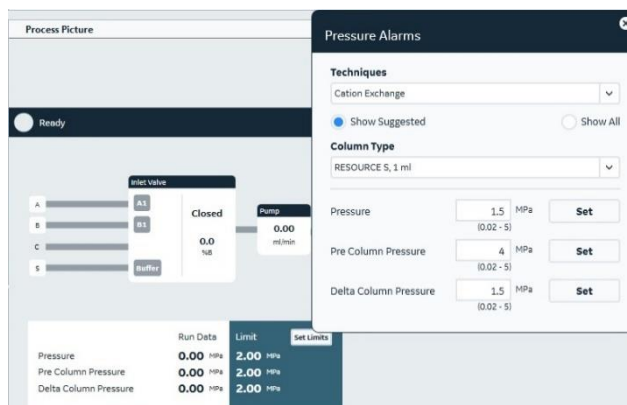 Process Picture
Ready
A
B
C
S
Inlet Valve
A1
B1
Buffer
Closed
0.0
%B
Pump
0.00
ml/min
Run Data Limit Set Limits
Pressure 0.00 MPa 2.00 MPa
Pre Column Pressure 0.00 MPa 2.00 MPa
Delta Column Pressure 0.00 MPa 2.00 MPa
Pressure Alarms
Techniques
Cation Exchange
Show Suggested Show All
Column Type
RESOURCE S, 1 ml
Pressure 1.5 MPa Set
(0.02 - 5)
Pre Column Pressure 4 MPa Set
(0.02 - 5)
Delta Column Pressure 1.5 MPa Set
(0.02 - 5)